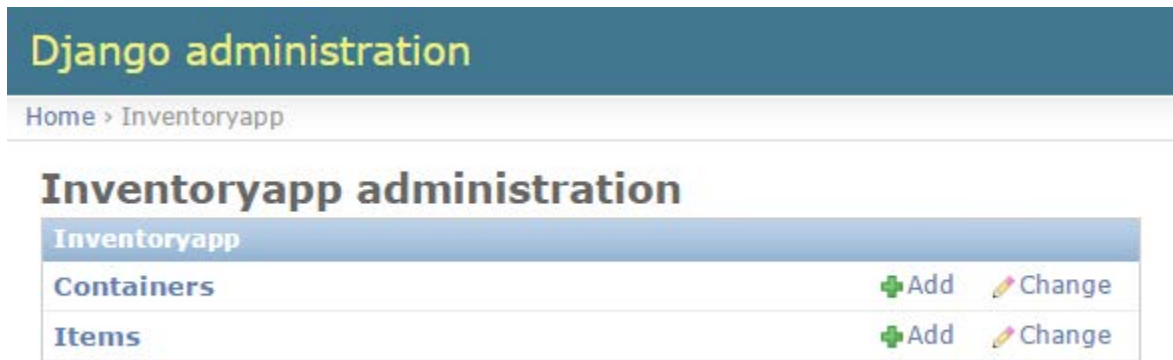 Django administration
Home › Inventoryapp
Inventoryapp administration
Inventoryapp
Containers Add Change
Items Add Change